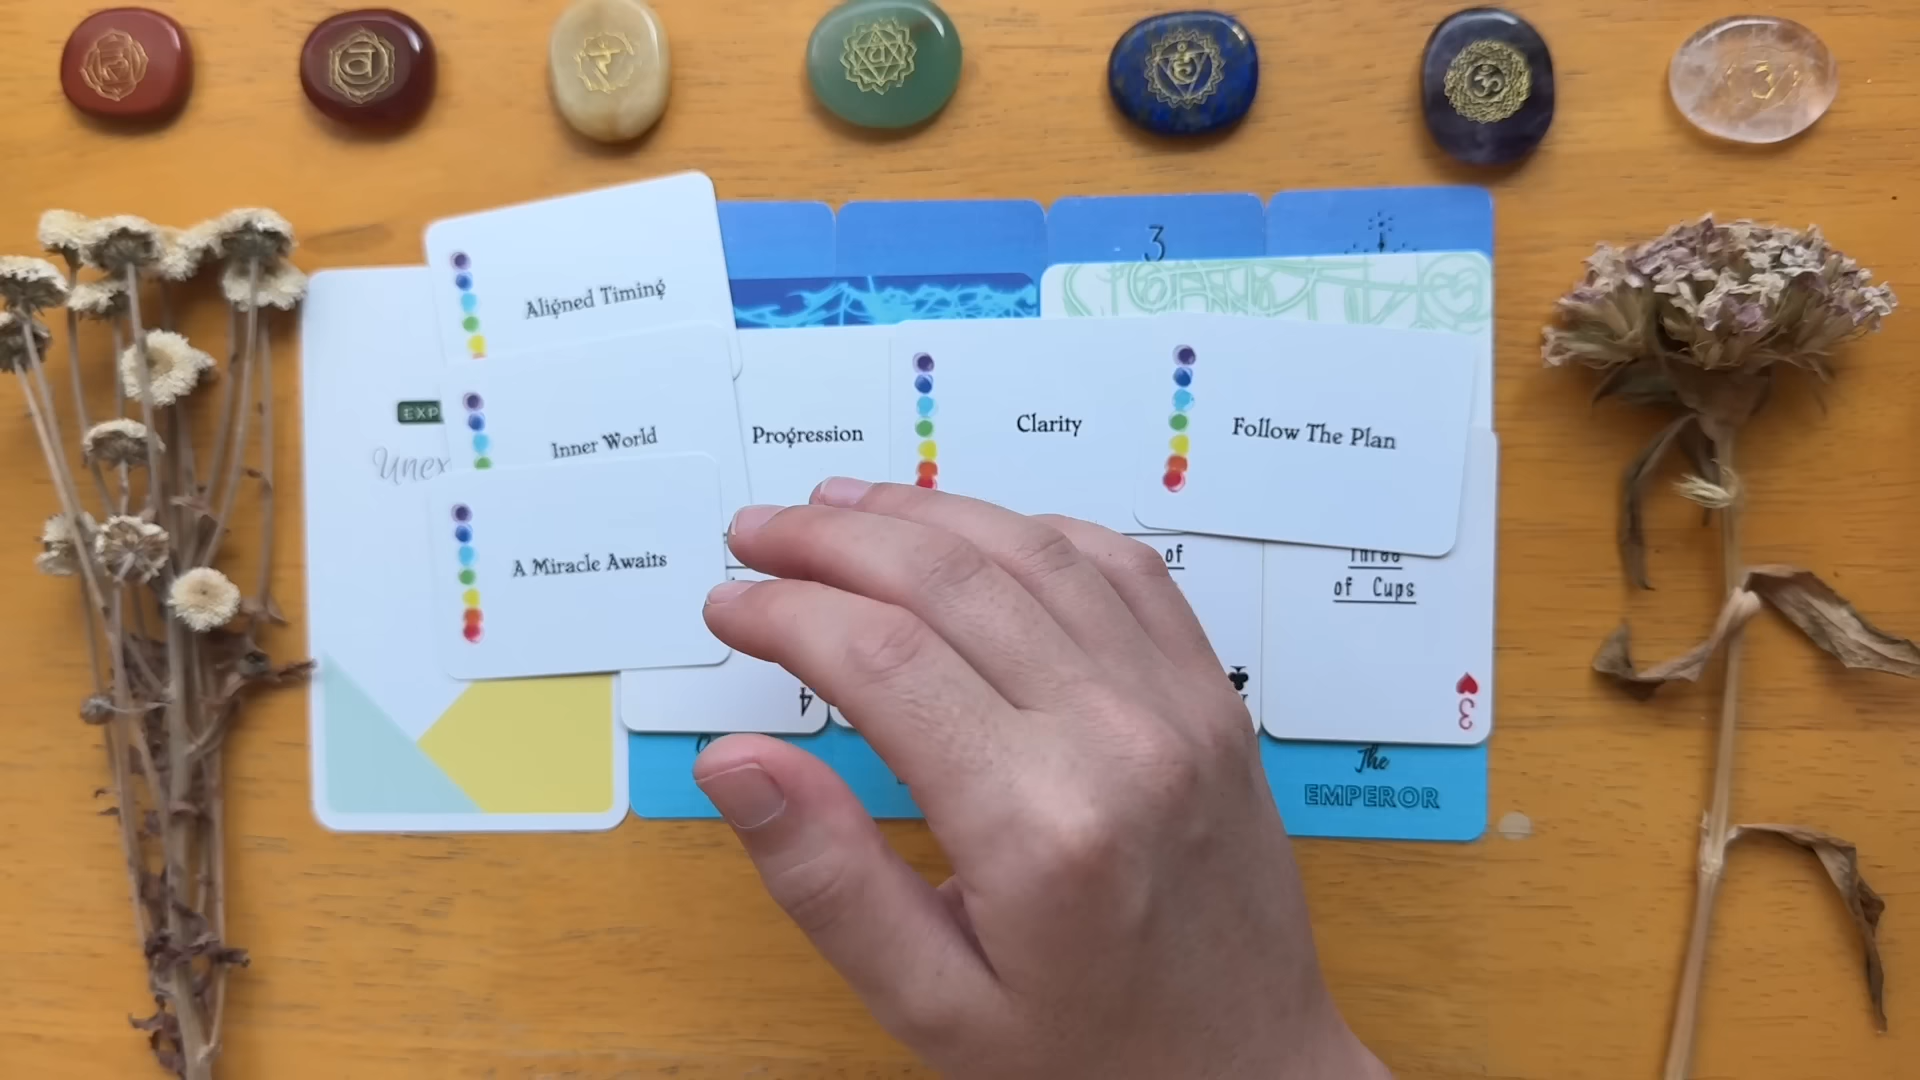 3
Aligned Timing
EXP
Unex
Inner World
Progression
Clarity
Follow The Plan
A Miracle Awaits
of
Three
of Cups
4
3
The
EMPEROR